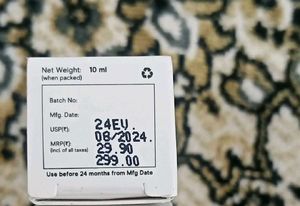 Net Weight: 10 ml
(when packed)
Batch No: 24EU.
Mfg. Date: 08/2024.
USP(₹): 29.90
MRP(₹): 299.00
(incl. of all taxes)
Use before 24 months from Mfg Date